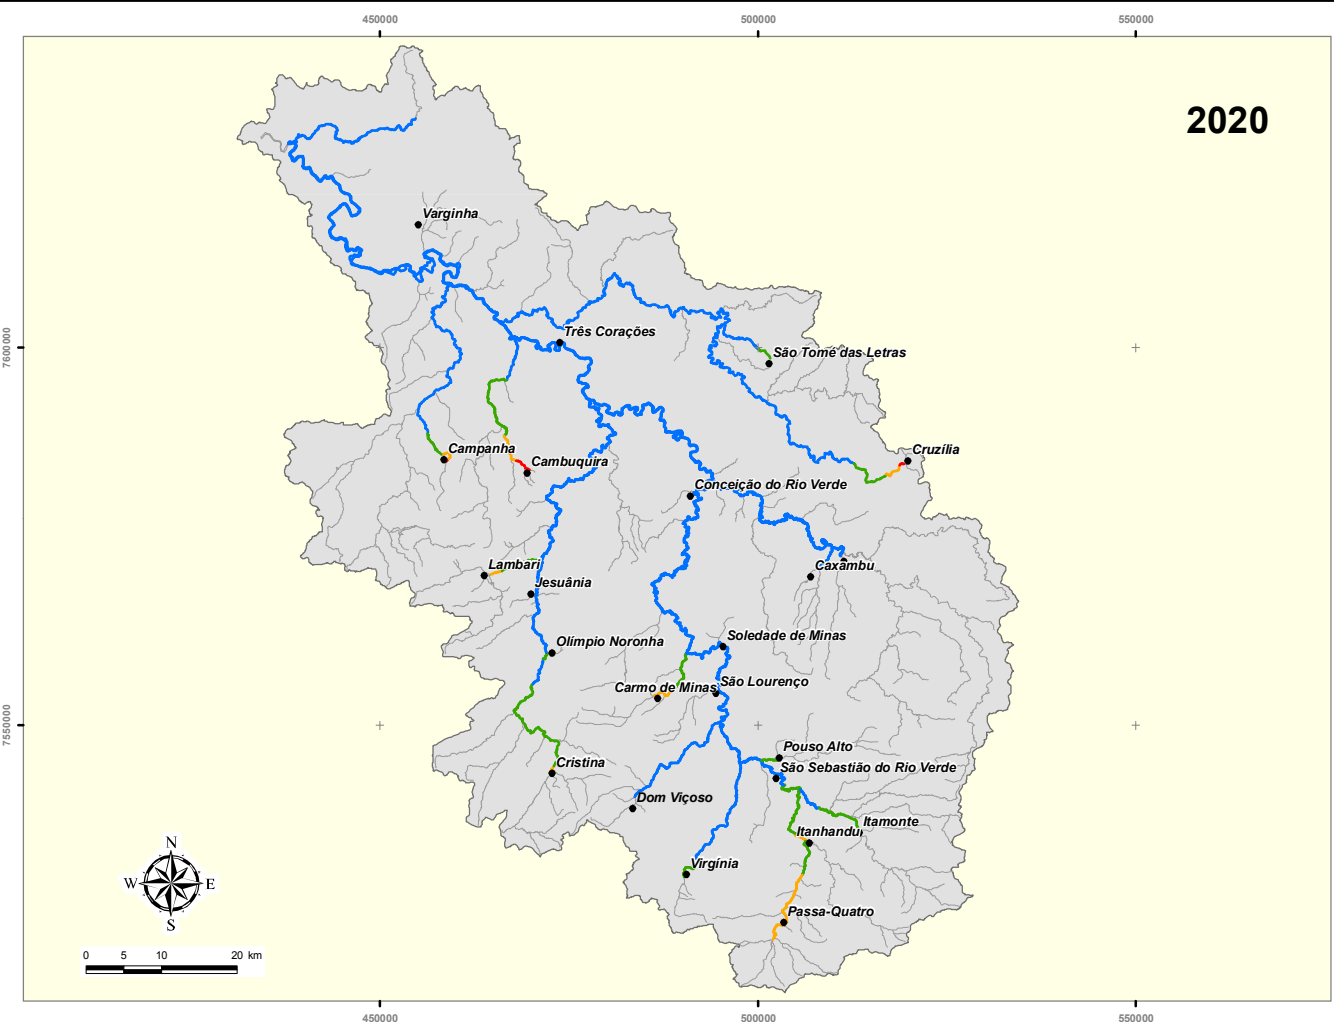 450000
500000
550000
2020
Varginha
7600000
Três Corações
São Tomé das Letras
Campanha
Cambuquira
Cruzília
Conceição do Rio Verde
Lambari
Caxambu
Jesuânia
Olímpio Noronha
Soledade de Minas
São Lourenço
Carmo de Minas
7550000
Pouso Alto
São Sebastião do Rio Verde
Cristina
Dom Viçoso
Itamonte
Itanhandu
Virgínia
Passa-Quatro
N
W E
S
0 5 10 20 km
450000
500000
550000